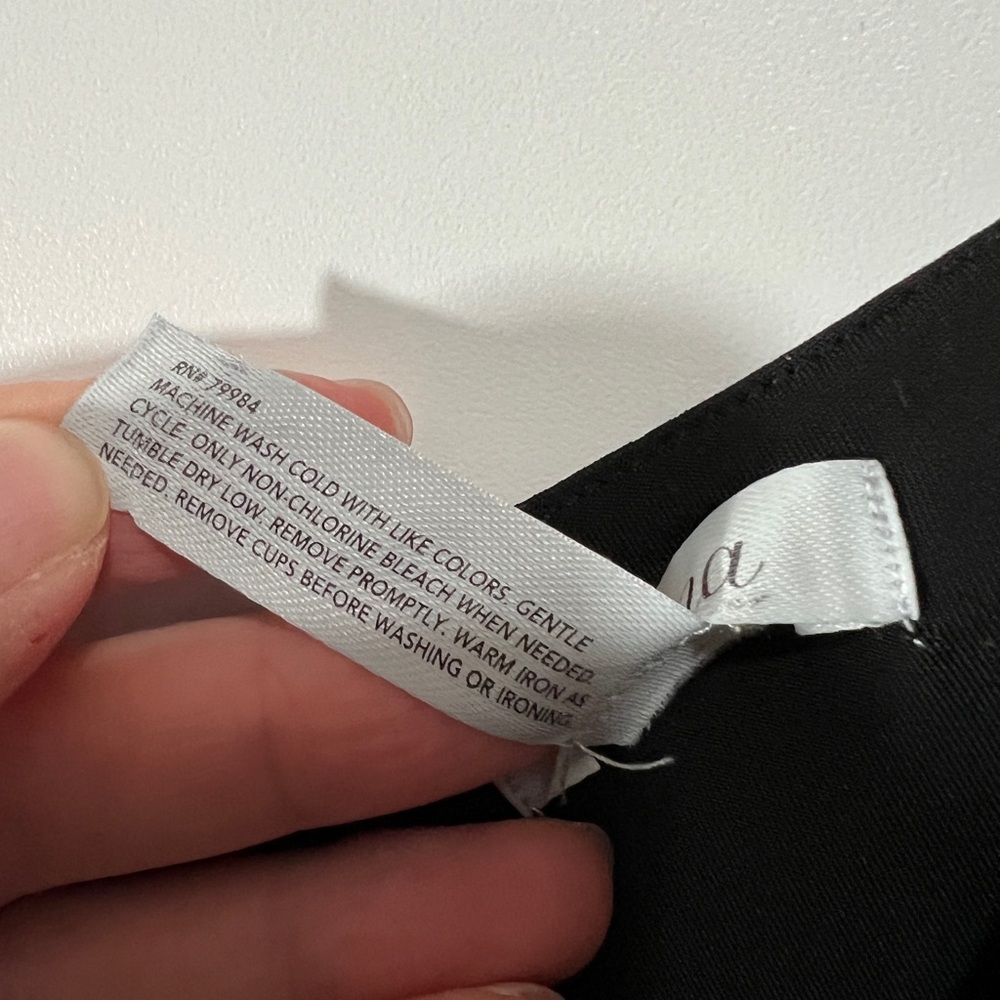 RN# 79984
MACHINE WASH COLD WITH LIKE COLORS. GENTLE
CYCLE. ONLY NON-CHLORINE BLEACH WHEN NEEDED.
TUMBLE DRY LOW. REMOVE PROMPTLY. WARM IRON AS
NEEDED. REMOVE CUPS BEFORE WASHING OR IRONING.